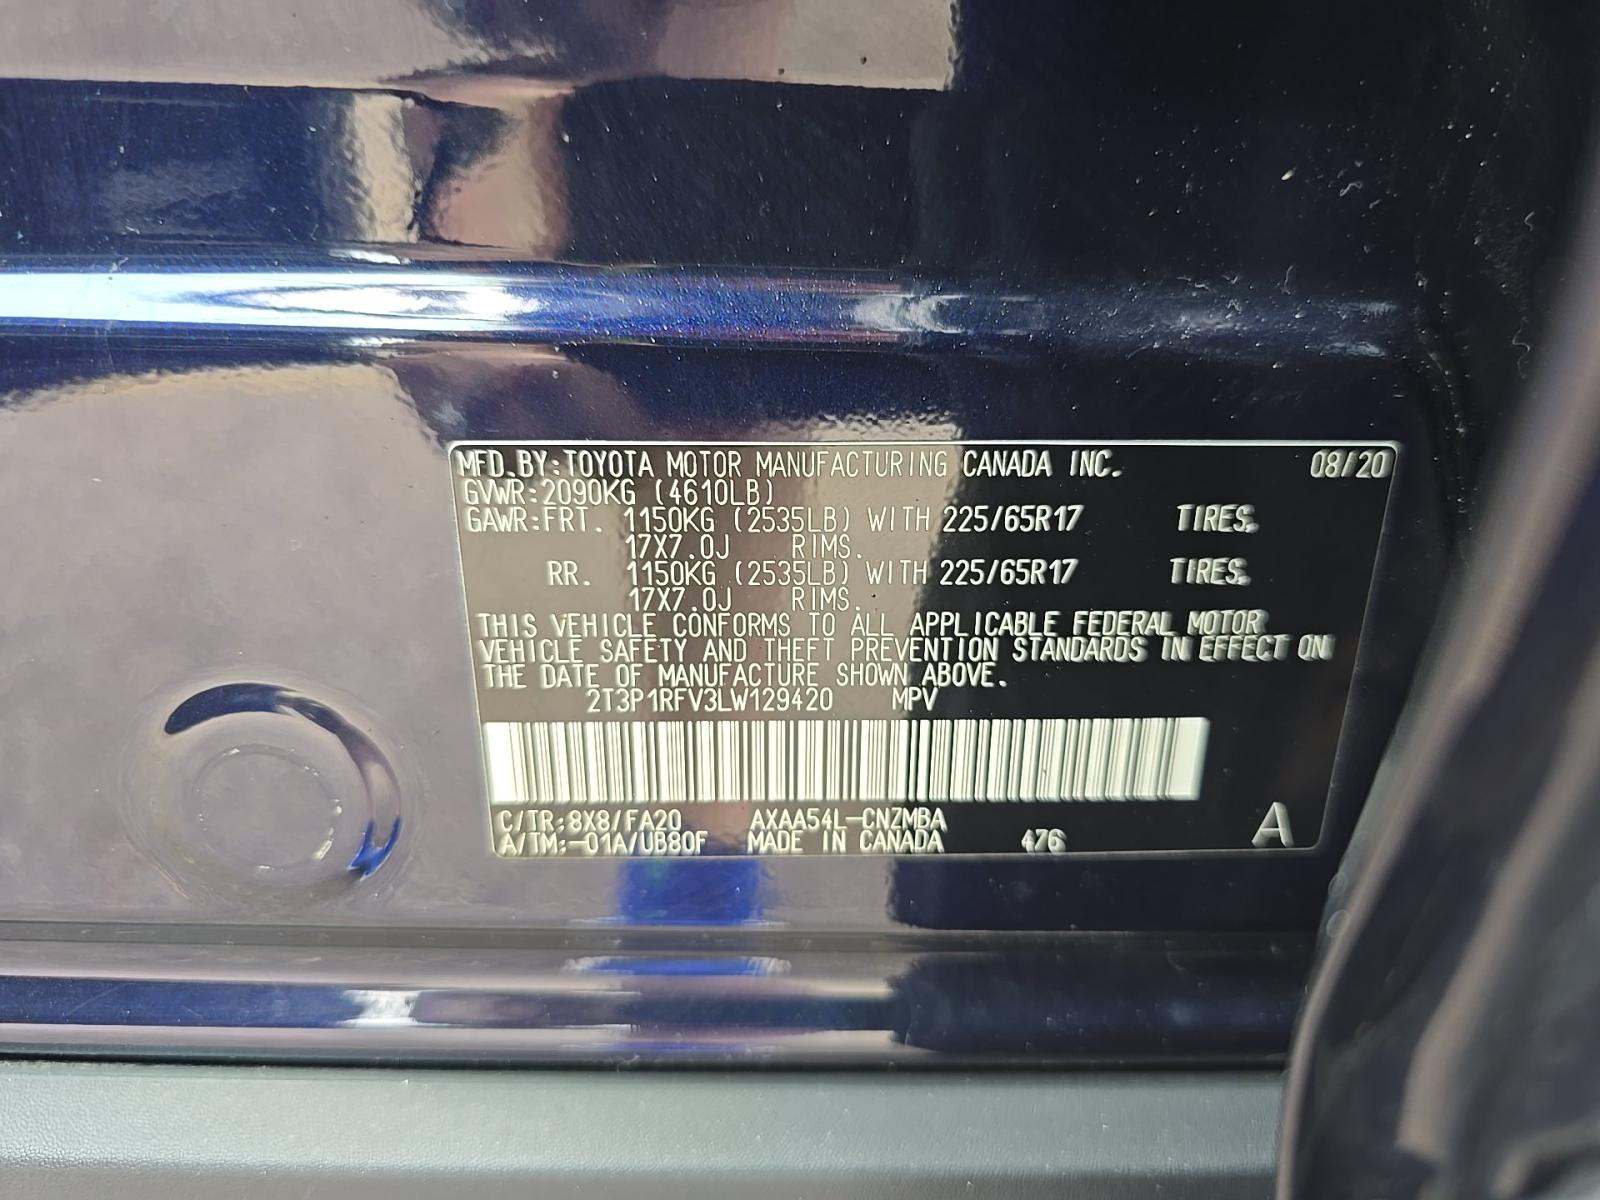 MFD.BY:TOYOTA MOTOR MANUFACTURING CANADA INC. 08/20
GVWR:2090KG (4610LB)
GAWR:FRT. 1150KG (2535LB) WITH 225/65R17 TIRES,
17X7.0J RIMS.
RR. 1150KG (2535LB) WITH 225/65R17 TIRES,
17X7.0J RIMS.
THIS VEHICLE CONFORMS TO ALL APPLICABLE FEDERAL MOTOR
VEHICLE SAFETY AND THEFT PREVENTION STANDARDS IN EFFECT ON
THE DATE OF MANUFACTURE SHOWN ABOVE.
2T3P1RFV3LW129420 MPV
C/TR:8X8/FA20 AXAA54L-CNZMBA
A/TM:-01A/UB80F MADE IN CANADA 476 A